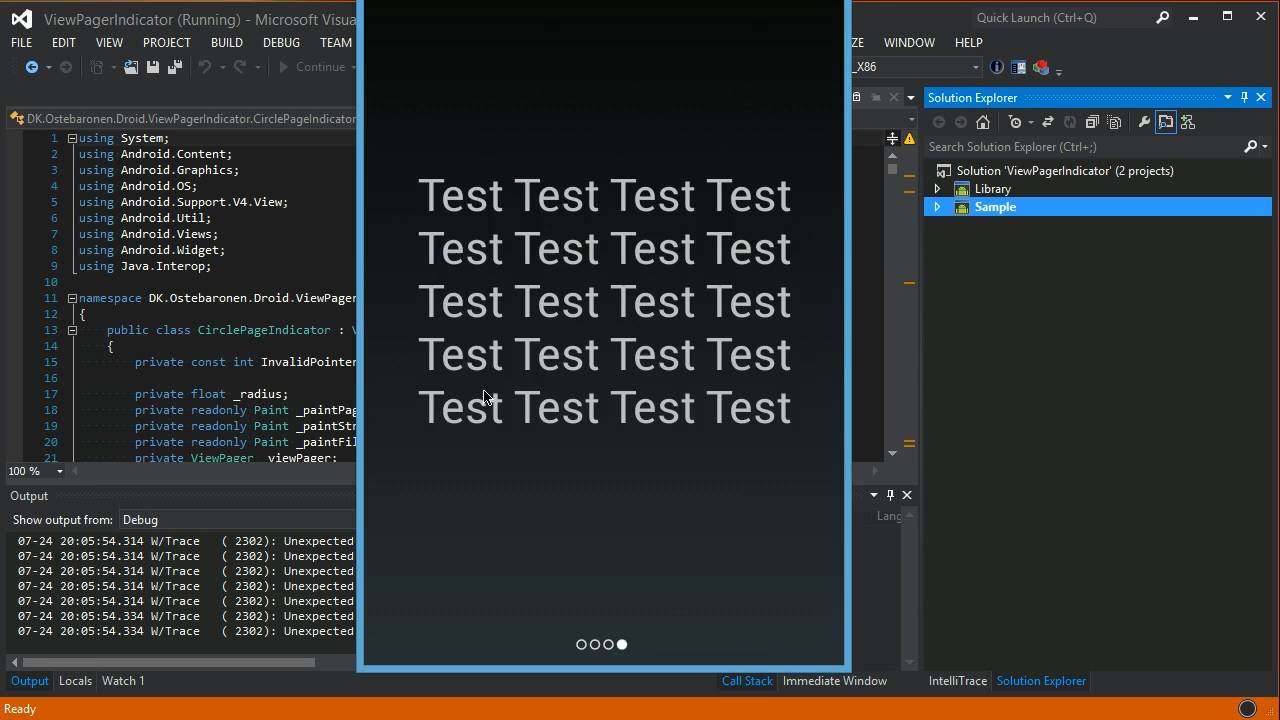 ViewPagerIndicator (Running) - Microsoft Visua
Quick Launch (Ctrl+Q)
FILE EDIT VIEW PROJECT BUILD DEBUG TEAM
ZE WINDOW HELP
Continue
_X86
DK.Ostebaronen.Droid.ViewPagerIndicator.CirclePageIndicator
1 using System;
2 using Android.Content;
3 using Android.Graphics;
4 using Android.OS;
5 using Android.Support.V4.View;
6 using Android.Util;
7 using Android.Views;
8 using Android.Widget;
9 using Java.Interop;
10
11 namespace DK.Ostebaronen.Droid.ViewPager
12 {
13 public class CirclePageIndicator : V
14 {
15 private const int InvalidPointer
16
17 private float _radius;
18 private readonly Paint _paintPag
19 private readonly Paint _paintStr
20 private readonly Paint _paintFil
21 private ViewPager _viewPager;
100 %
Output
Show output from: Debug
07-24 20:05:54.314 W/Trace ( 2302): Unexpected
07-24 20:05:54.314 W/Trace ( 2302): Unexpected
07-24 20:05:54.314 W/Trace ( 2302): Unexpected
07-24 20:05:54.314 W/Trace ( 2302): Unexpected
07-24 20:05:54.314 W/Trace ( 2302): Unexpected
07-24 20:05:54.334 W/Trace ( 2302): Unexpected
07-24 20:05:54.334 W/Trace ( 2302): Unexpected
Output Locals Watch 1
Test Test Test Test
Test Test Test Test
Test Test Test Test
Test Test Test Test
Test Test Test Test
Lang
Call Stack Immediate Window
Solution Explorer
Search Solution Explorer (Ctrl+;)
Solution 'ViewPagerIndicator' (2 projects)
Library
Sample
IntelliTrace Solution Explorer
Ready